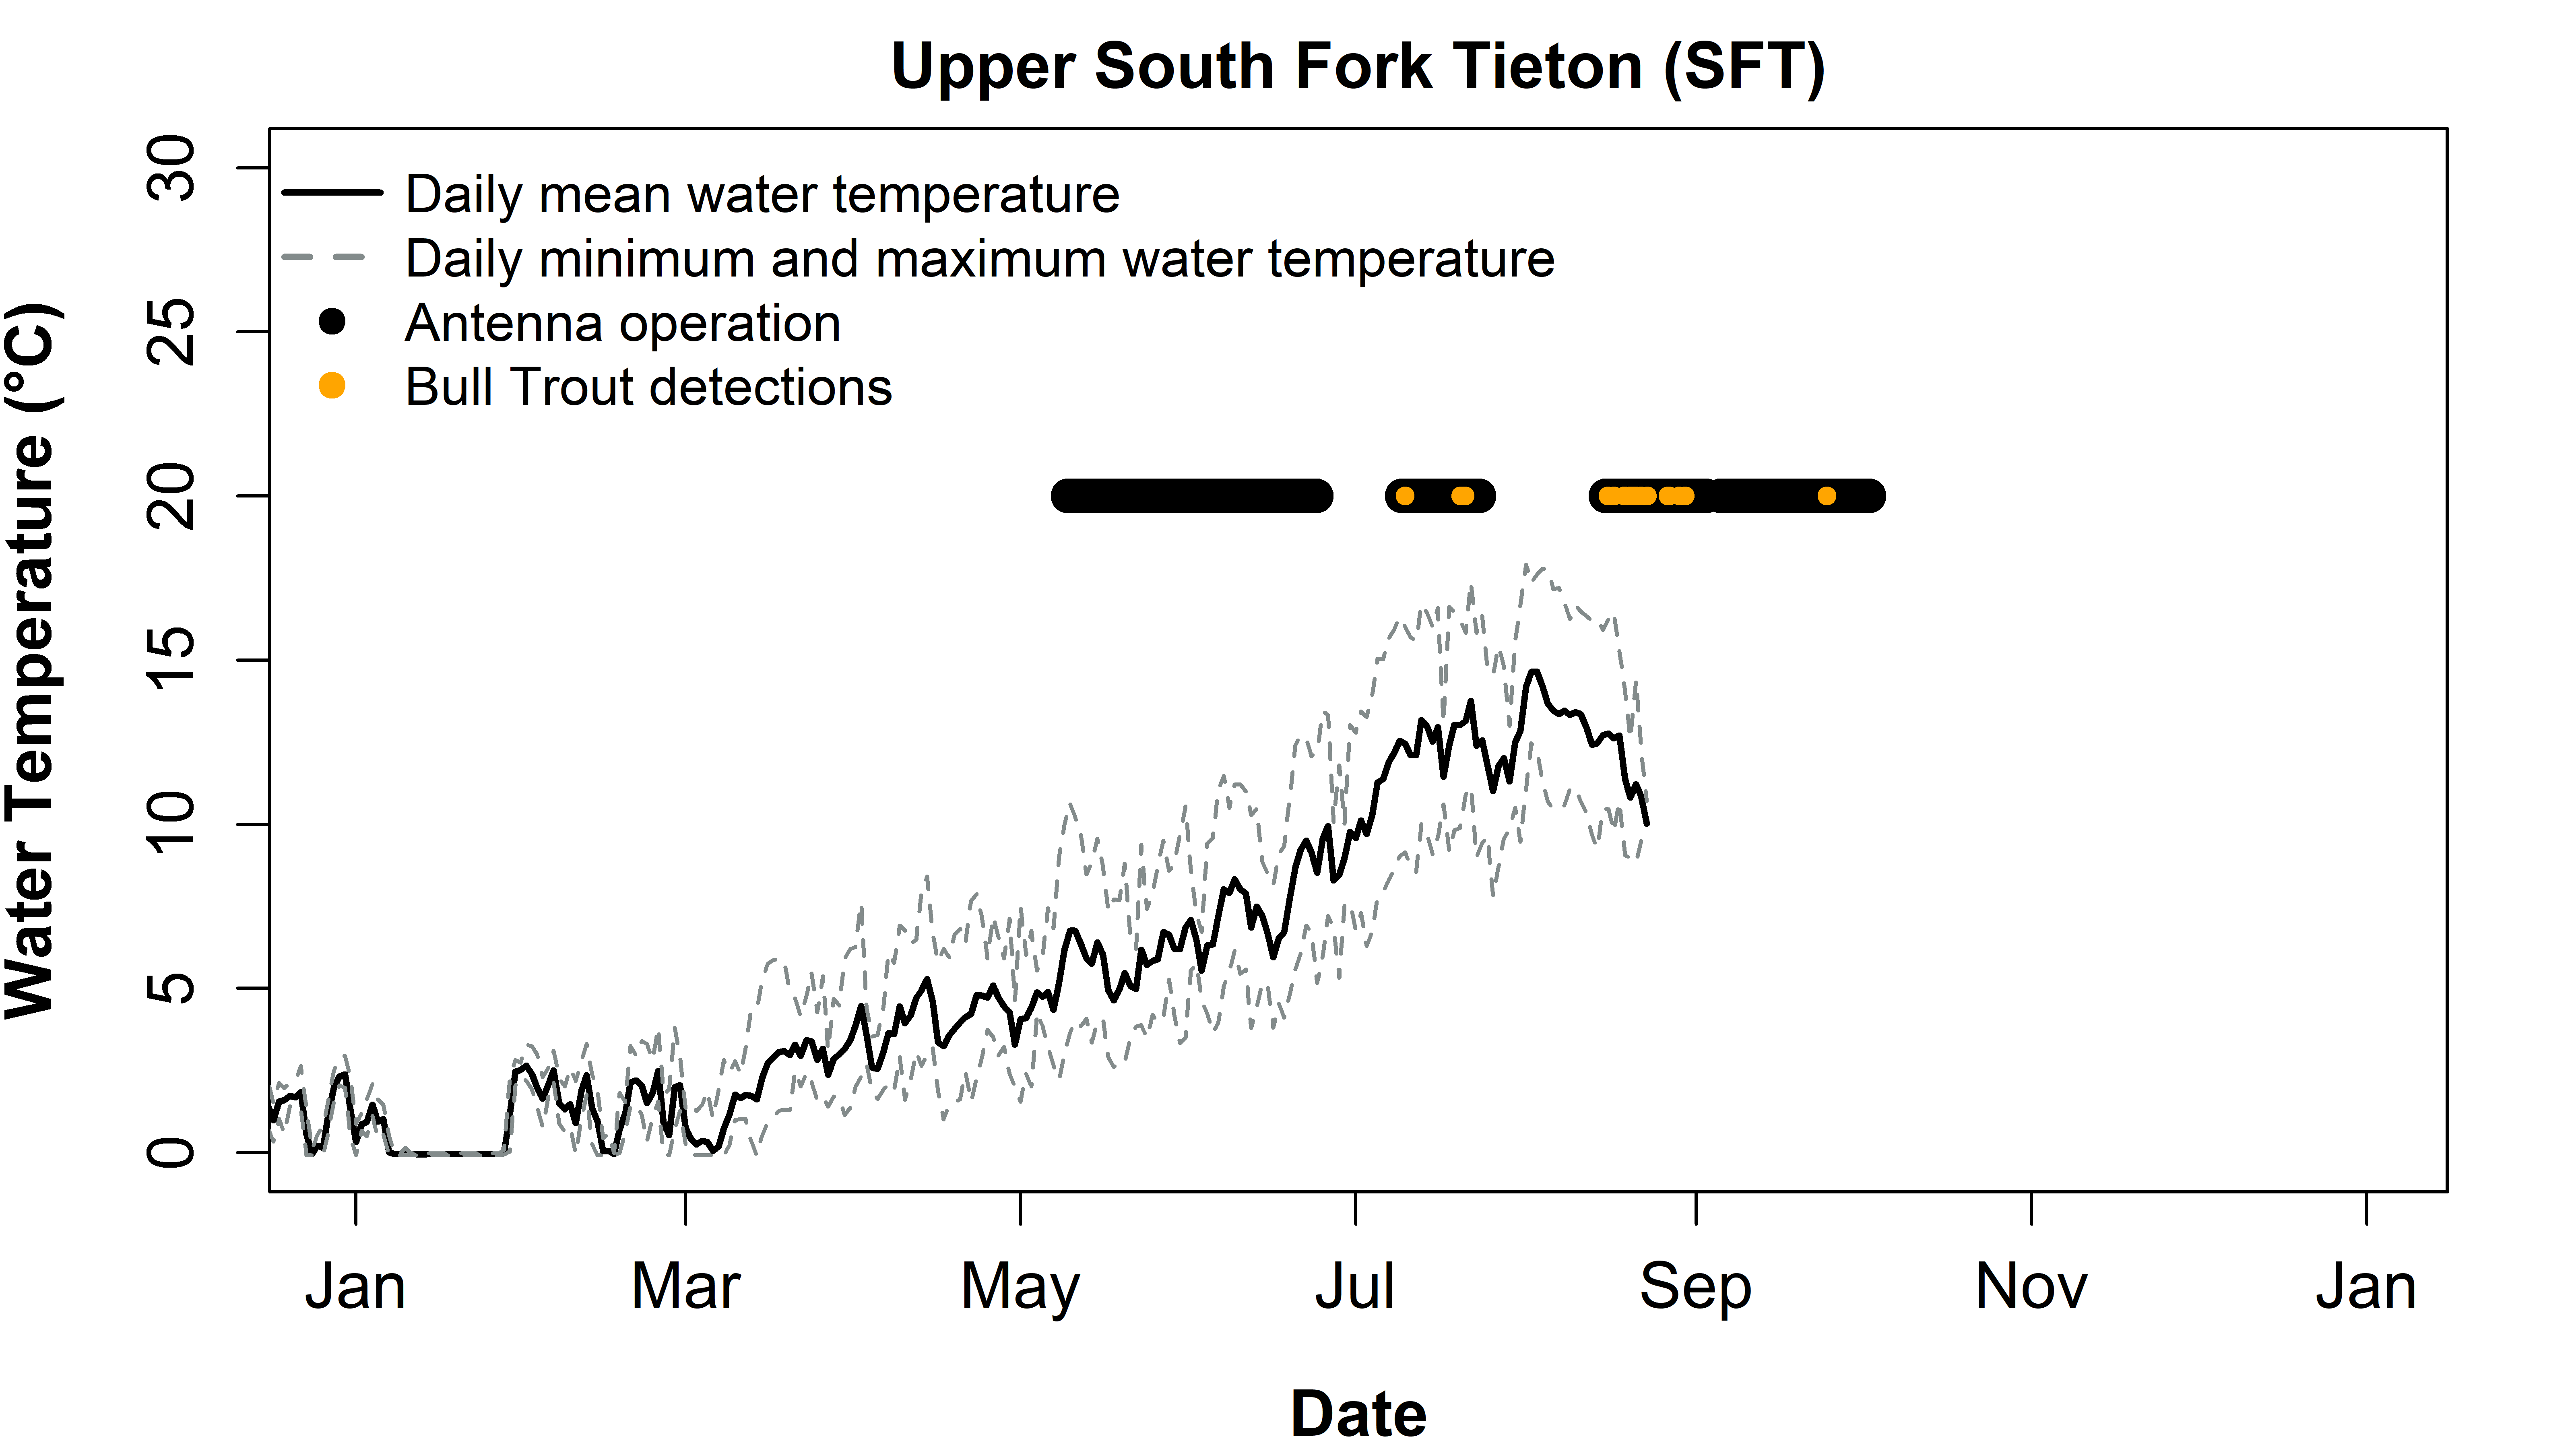 Upper South Fork Tieton (SFT)
Daily mean water temperature
Daily minimum and maximum water temperature
Antenna operation
Bull Trout detections
Water Temperature (°C)
30
25
20
15
10
5
0
Jan Mar May Jul Sep Nov Jan
Date